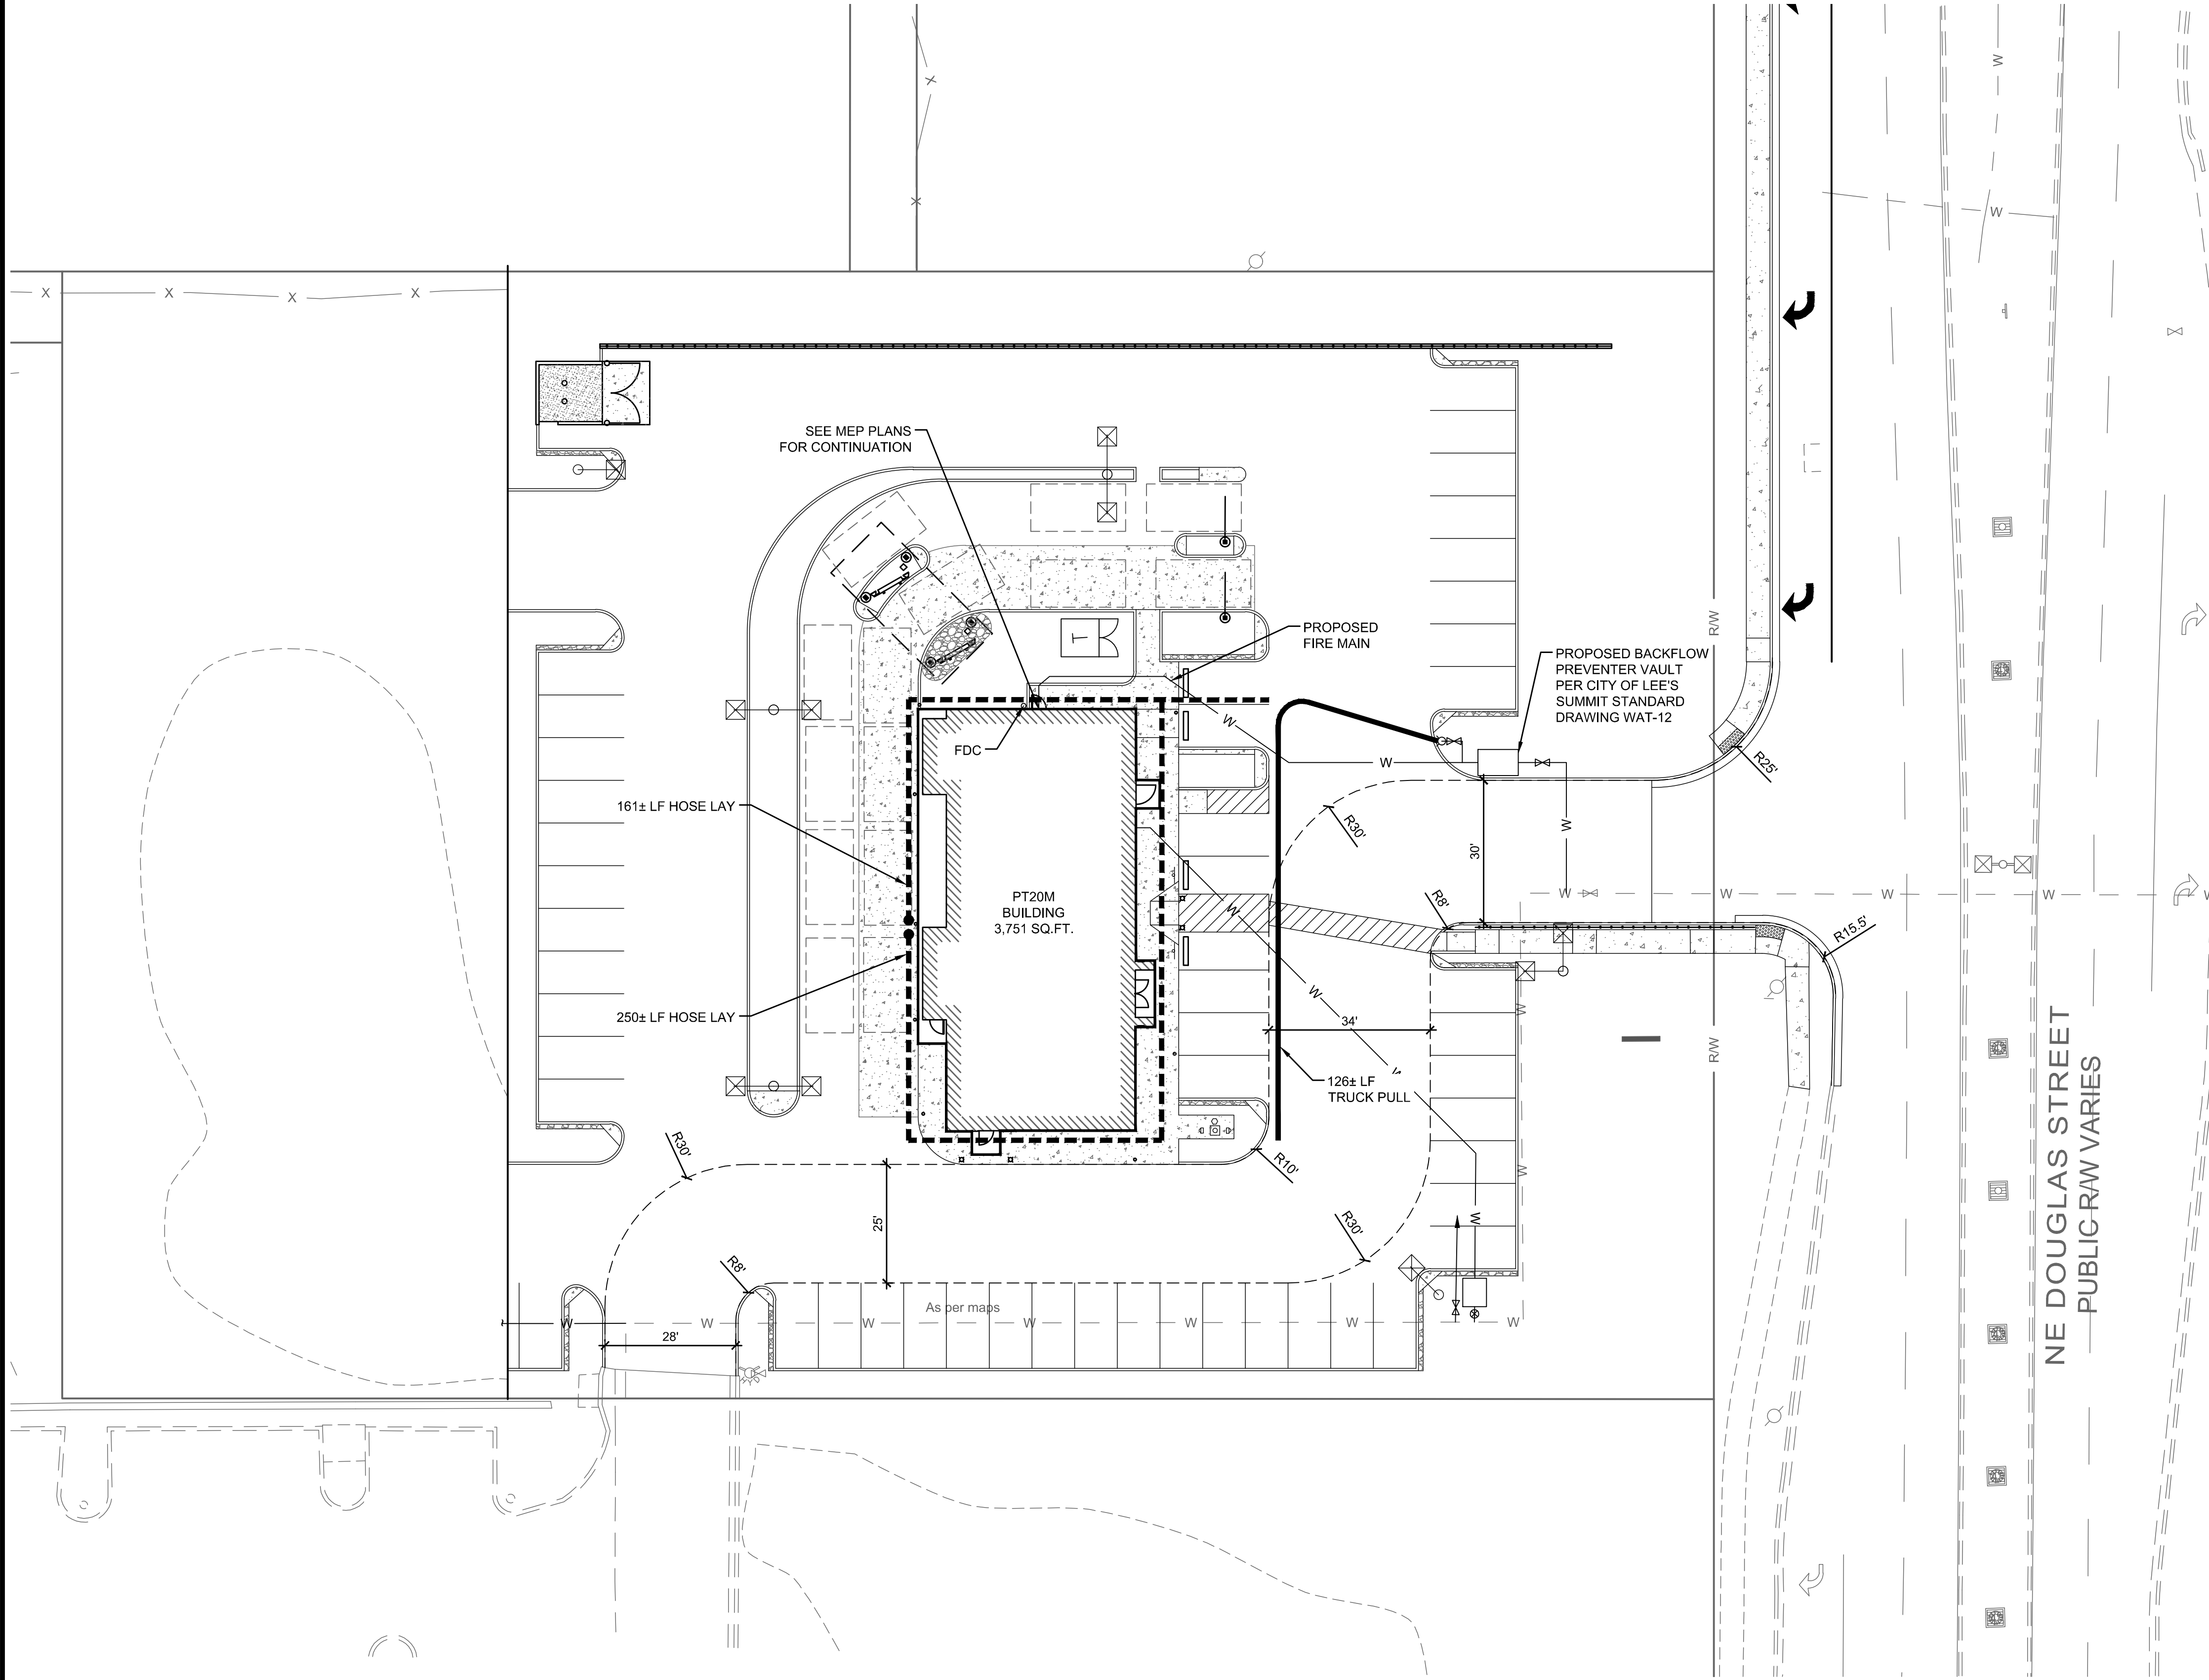 W
W
X
X
X
X
X
X
SEE MEP PLANS
FOR CONTINUATION
T
PROPOSED
FIRE MAIN
R/W
PROPOSED BACKFLOW
PREVENTER VAULT
PER CITY OF LEE'S
SUMMIT STANDARD
DRAWING WAT-12
W
FDC
W
R25'
161± LF HOSE LAY
R30'
30'
W
PT20M
BUILDING
3,751 SQ.FT.
W
R8'
W
W
W
W
R15.5'
250± LF HOSE LAY
W
34'
W
R/W
126± LF
TRUCK PULL
R30'
R10'
W
25'
R30'
W
R8'
As per maps
W
W
W
W
W
W
W
28'
NE DOUGLAS STREET
PUBLIC R/W VARIES